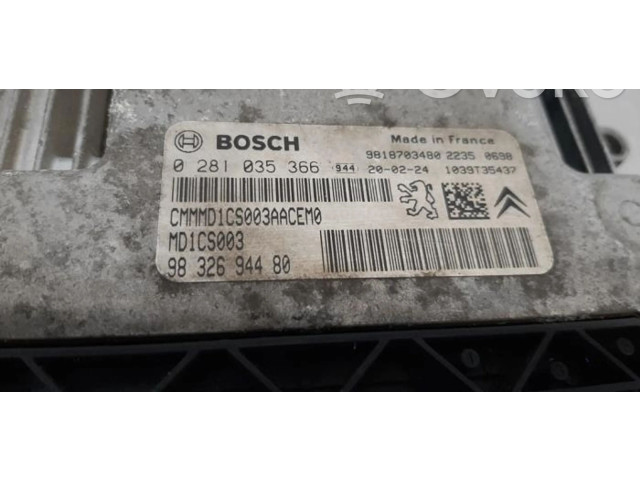 BOSCH
Made in France
0 281 035 366 944
9818703480 2235 0698
20-02-24 1039T35437
CMMMD1CS003AACEM0
MD1CS003
98 326 944 80